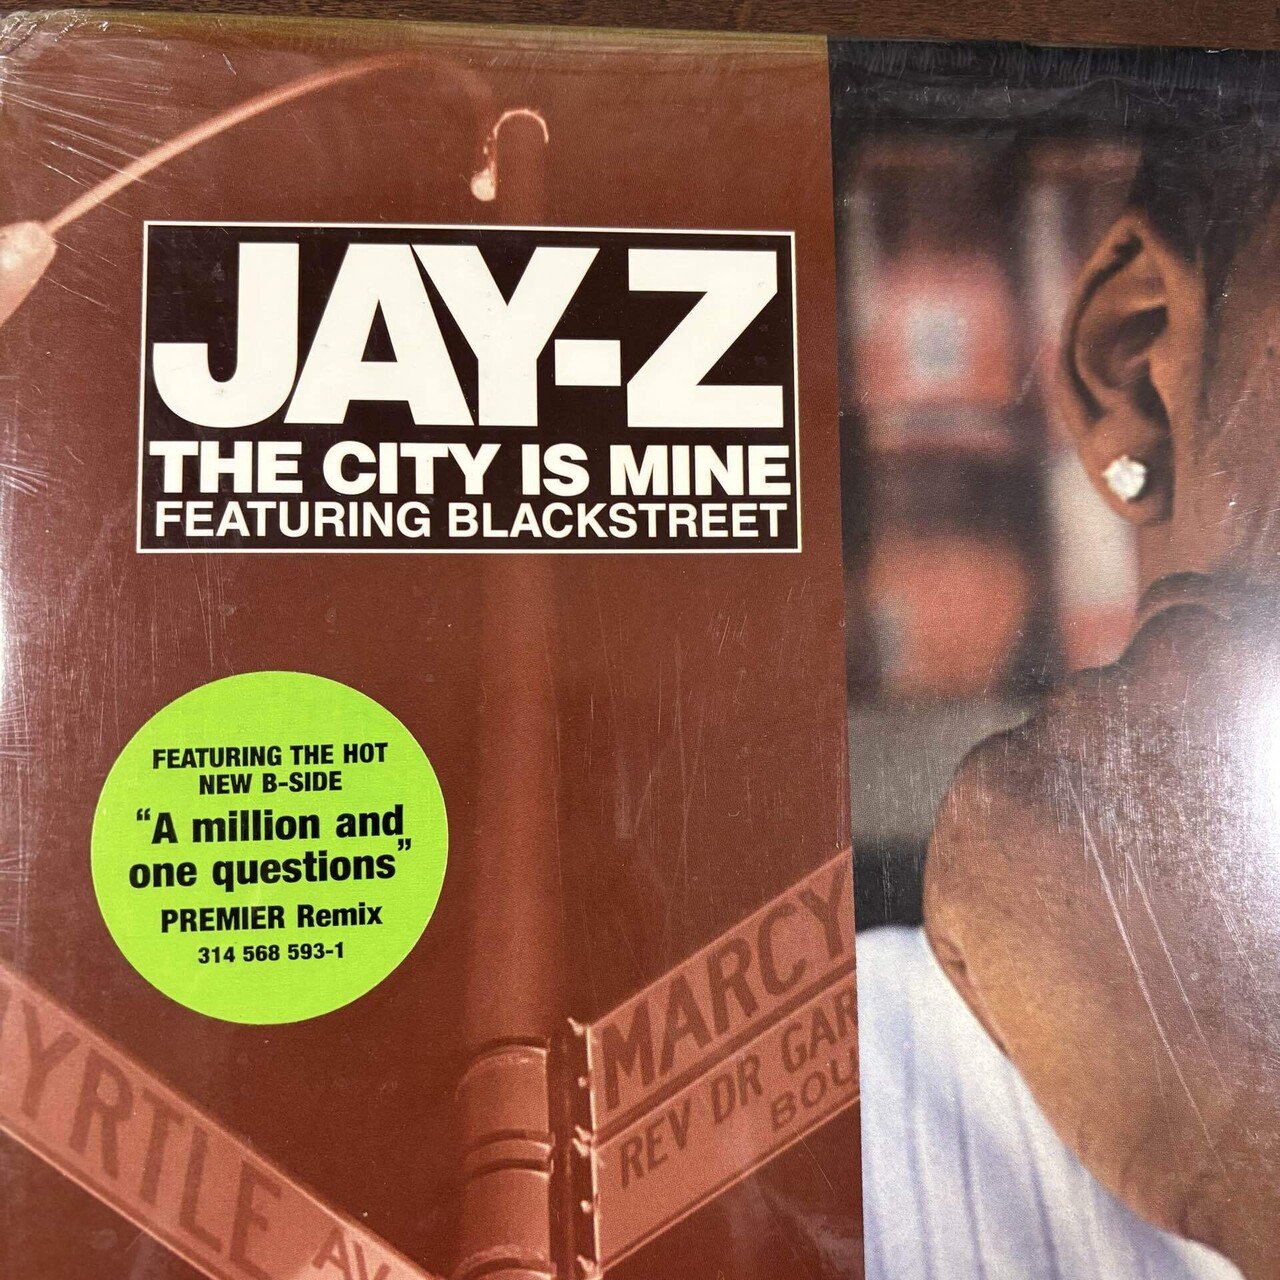 JAY-Z
THE CITY IS MINE
FEATURING BLACKSTREET
FEATURING THE HOT
NEW B-SIDE
“A million and
one questions”
PREMIER Remix
314 568 593-1
MARCY
REV DR GAR
BOU
YRTLE AV